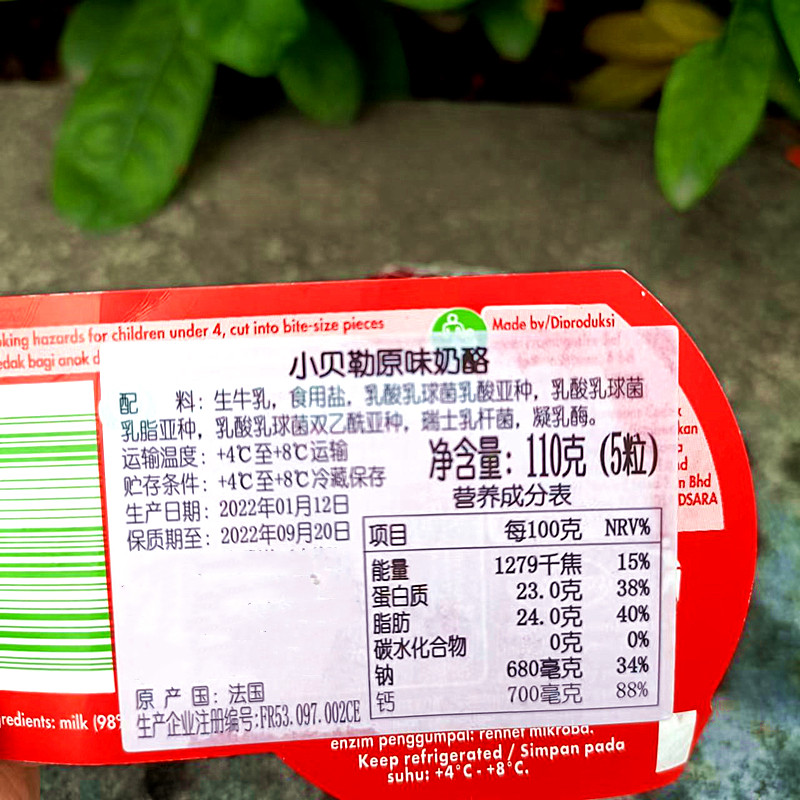 king hazards for children under 4, cut into bite-size pieces
edak bagi anak d
Made by/Diproduksi
小贝勒原味奶酪
配 料：生牛乳，食用盐，乳酸乳球菌乳酸亚种，乳酸乳球菌
乳脂亚种，乳酸乳球菌双乙酰亚种，瑞士乳杆菌，凝乳酶。
运输温度：+4℃至+8℃运输
贮存条件：+4℃至+8℃冷藏保存
生产日期：2022年01月12日
保质期至：2022年09月20日
净含量：110克（5粒）
营养成分表
项目 每100克 NRV%
能量 1279千焦 15%
蛋白质 23.0克 38%
脂肪 24.0克 40%
碳水化合物 0克 0%
钠 680毫克 34%
钙 700毫克 88%
原 产 国：法国
生产企业注册编号:FR53.097.002CE
kan
n Bhd
DSARA
redients: milk (98%
enzim penggumpal: rennet mikroba.
Keep refrigerated / Simpan pada
suhu: +4°C - +8°C.